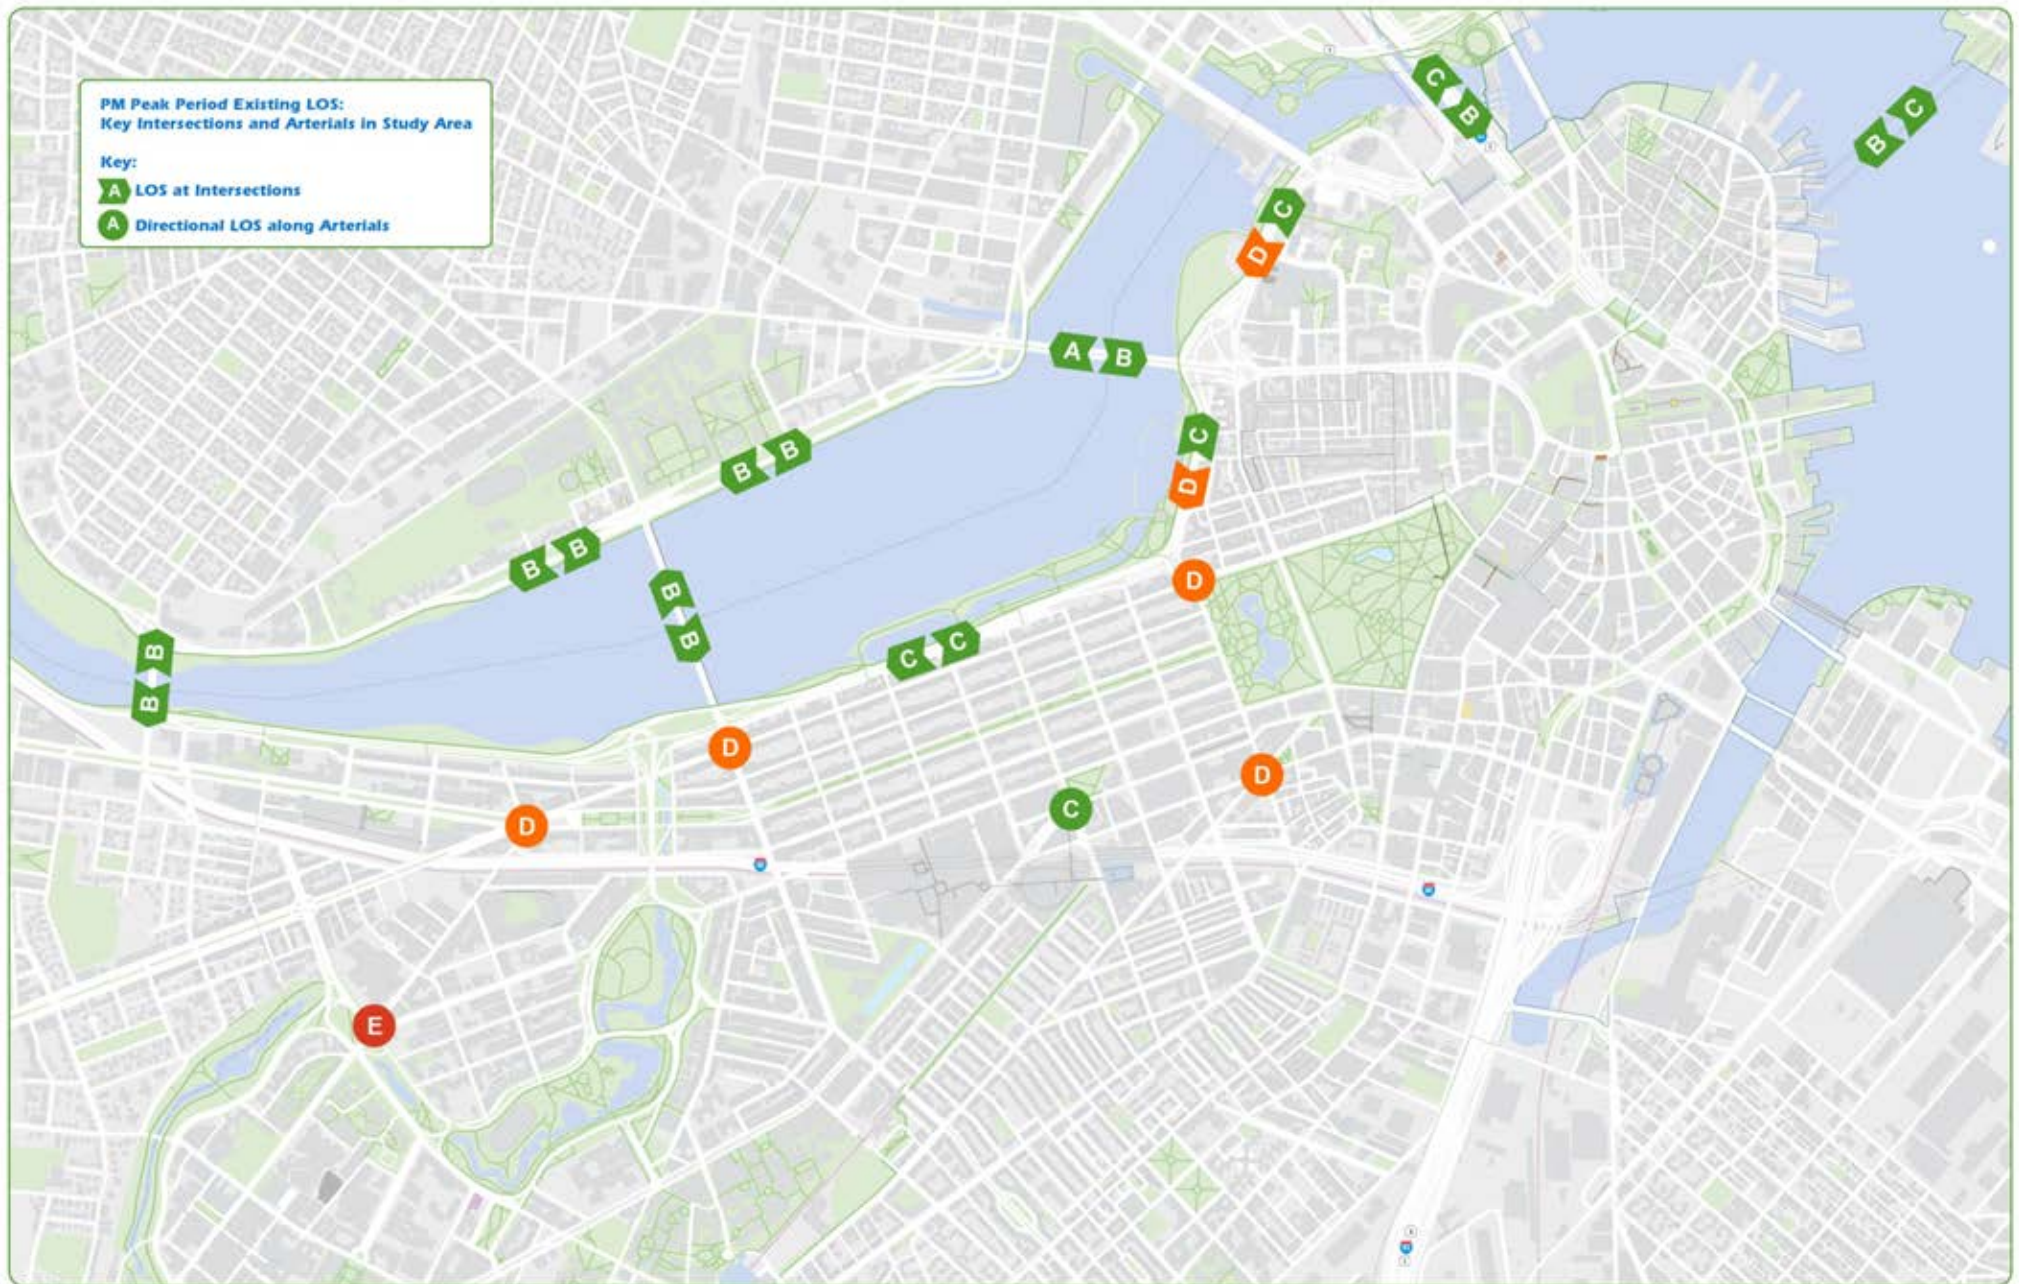 PM Peak Period Existing LOS:
Key Intersections and Arterials in Study Area
Key:
A LOS at Intersections
A Directional LOS along Arterials
C B
B C
C
D
A B
C
D
B B
B B
D
B
B
C C
B
B
D
D
C
D
E